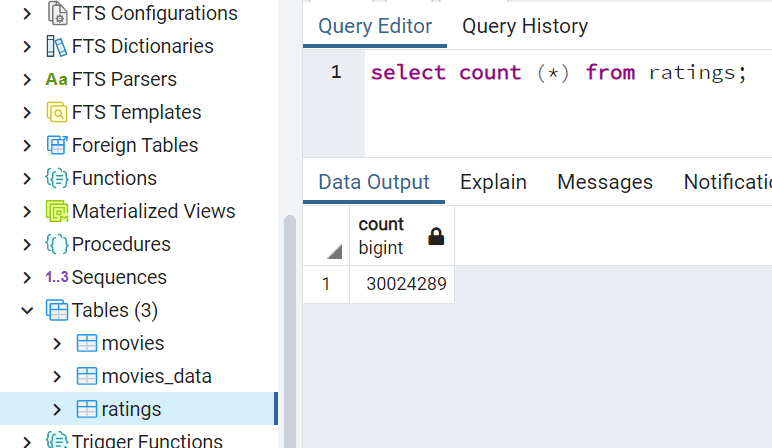 FTS Configurations
FTS Dictionaries
Aa FTS Parsers
FTS Templates
Foreign Tables
Functions
Materialized Views
Procedures
1..3 Sequences
Tables (3)
movies
movies_data
ratings
Trigger Functions
Query Editor Query History
1 select count (*) from ratings;
Data Output Explain Messages Notificatio
count
bigint
1 30024289